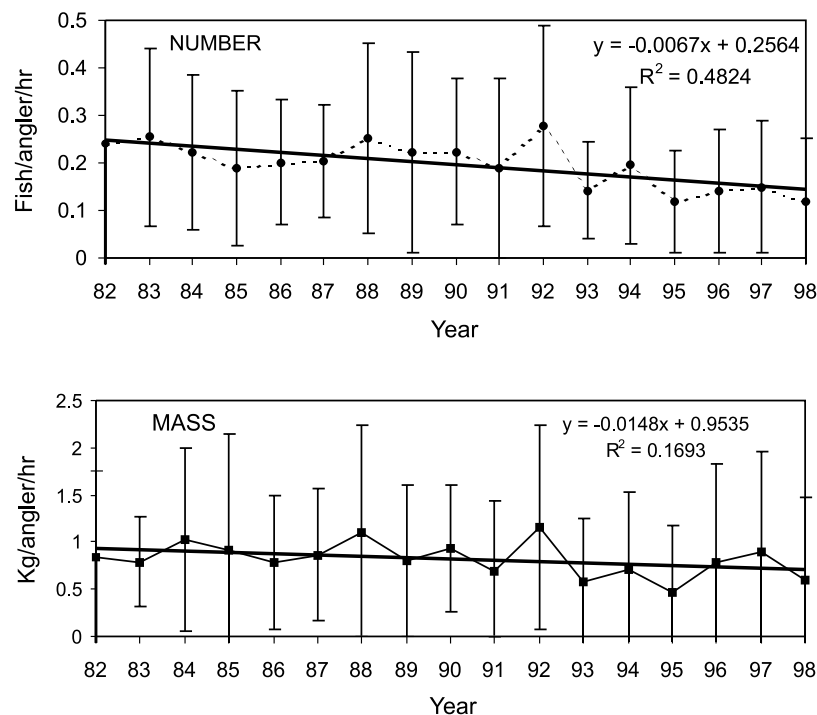 0.5
NUMBER
y = -0.0067x + 0.2564
R² = 0.4824
0.4
0.3
0.2
0.1
0
Fish/angler/hr
82 83 84 85 86 87 88 89 90 91 92 93 94 95 96 97 98
Year
2.5
MASS
y = -0.0148x + 0.9535
R² = 0.1693
2
1.5
1
0.5
0
Kg/angler/hr
82 83 84 85 86 87 88 89 90 91 92 93 94 95 96 97 98
Year